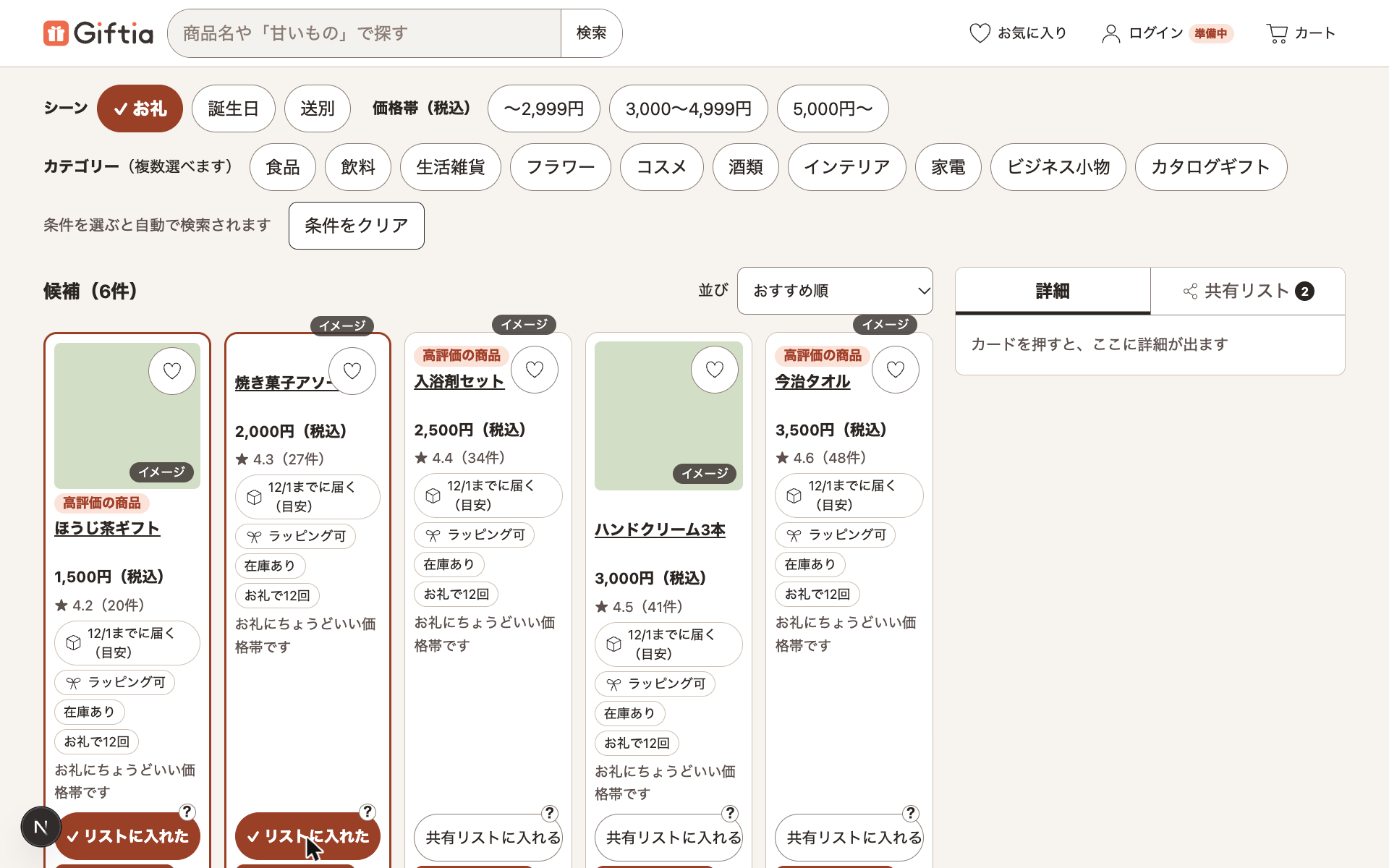 Giftia
商品名や「甘いもの」で探す
検索
お気に入り
ログイン 準備中
カート
シーン
お礼
誕生日
送別
価格帯（税込）
〜2,999円
3,000〜4,999円
5,000円〜
カテゴリー（複数選べます）
食品
飲料
生活雑貨
フラワー
コスメ
酒類
インテリア
家電
ビジネス小物
カタログギフト
条件を選ぶと自動で検索されます
条件をクリア
候補（6件）
並び
おすすめ順
詳細
共有リスト 2
カードを押すと、ここに詳細が出ます
イメージ
高評価の商品
ほうじ茶ギフト
1,500円（税込）
★ 4.2（20件）
12/1までに届く
（目安）
ラッピング可
在庫あり
お礼で12回
お礼にちょうどいい価
格帯です
?
リストに入れた
イメージ
焼き菓子アソー
2,000円（税込）
★ 4.3（27件）
12/1までに届く
（目安）
ラッピング可
在庫あり
お礼で12回
お礼にちょうどいい価
格帯です
?
リストに入れた
イメージ
高評価の商品
入浴剤セット
2,500円（税込）
★ 4.4（34件）
12/1までに届く
（目安）
ラッピング可
在庫あり
お礼で12回
お礼にちょうどいい価
格帯です
?
共有リストに入れる
イメージ
ハンドクリーム3本
3,000円（税込）
★ 4.5（41件）
12/1までに届く
（目安）
ラッピング可
在庫あり
お礼で12回
お礼にちょうどいい価
格帯です
?
共有リストに入れる
イメージ
高評価の商品
今治タオル
3,500円（税込）
★ 4.6（48件）
12/1までに届く
（目安）
ラッピング可
在庫あり
お礼で12回
お礼にちょうどいい価
格帯です
?
共有リストに入れる
N